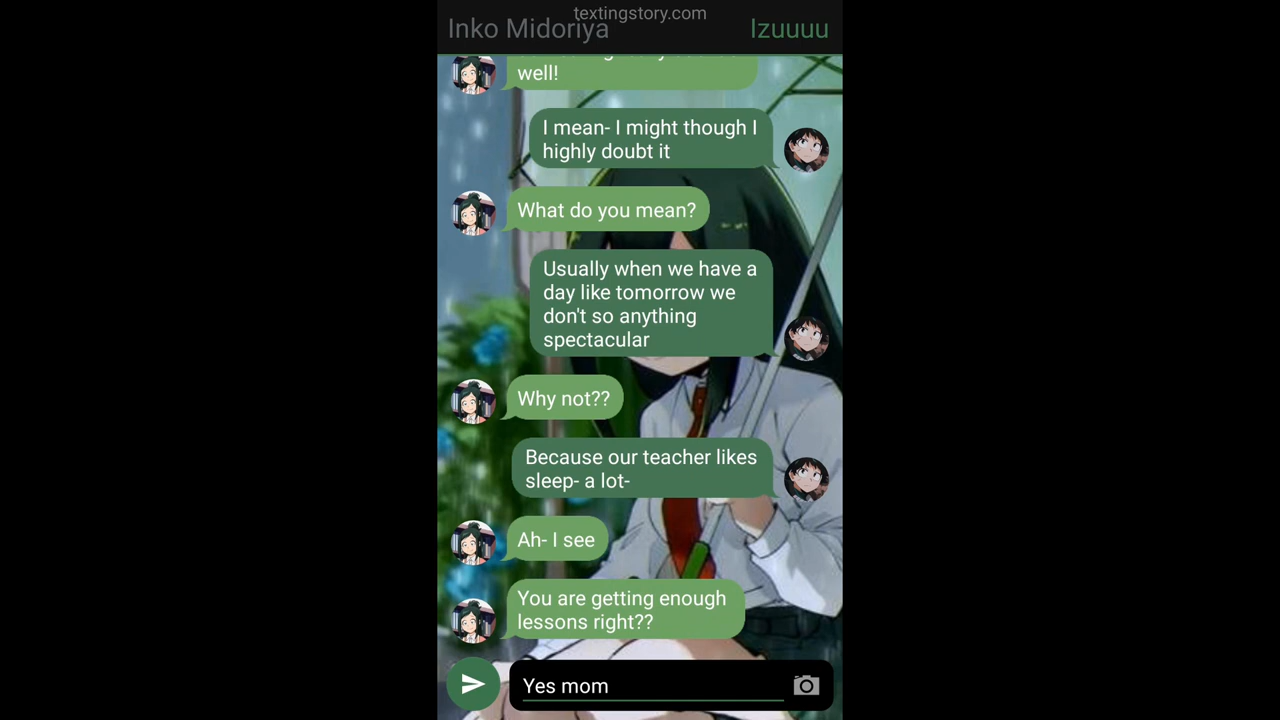 textingstory.com
Inko Midoriya
Izuuuu
well!
I mean- I might though I
highly doubt it
What do you mean?
Usually when we have a
day like tomorrow we
don't so anything
spectacular
Why not??
Because our teacher likes
sleep- a lot-
Ah- I see
You are getting enough
lessons right??
Yes mom